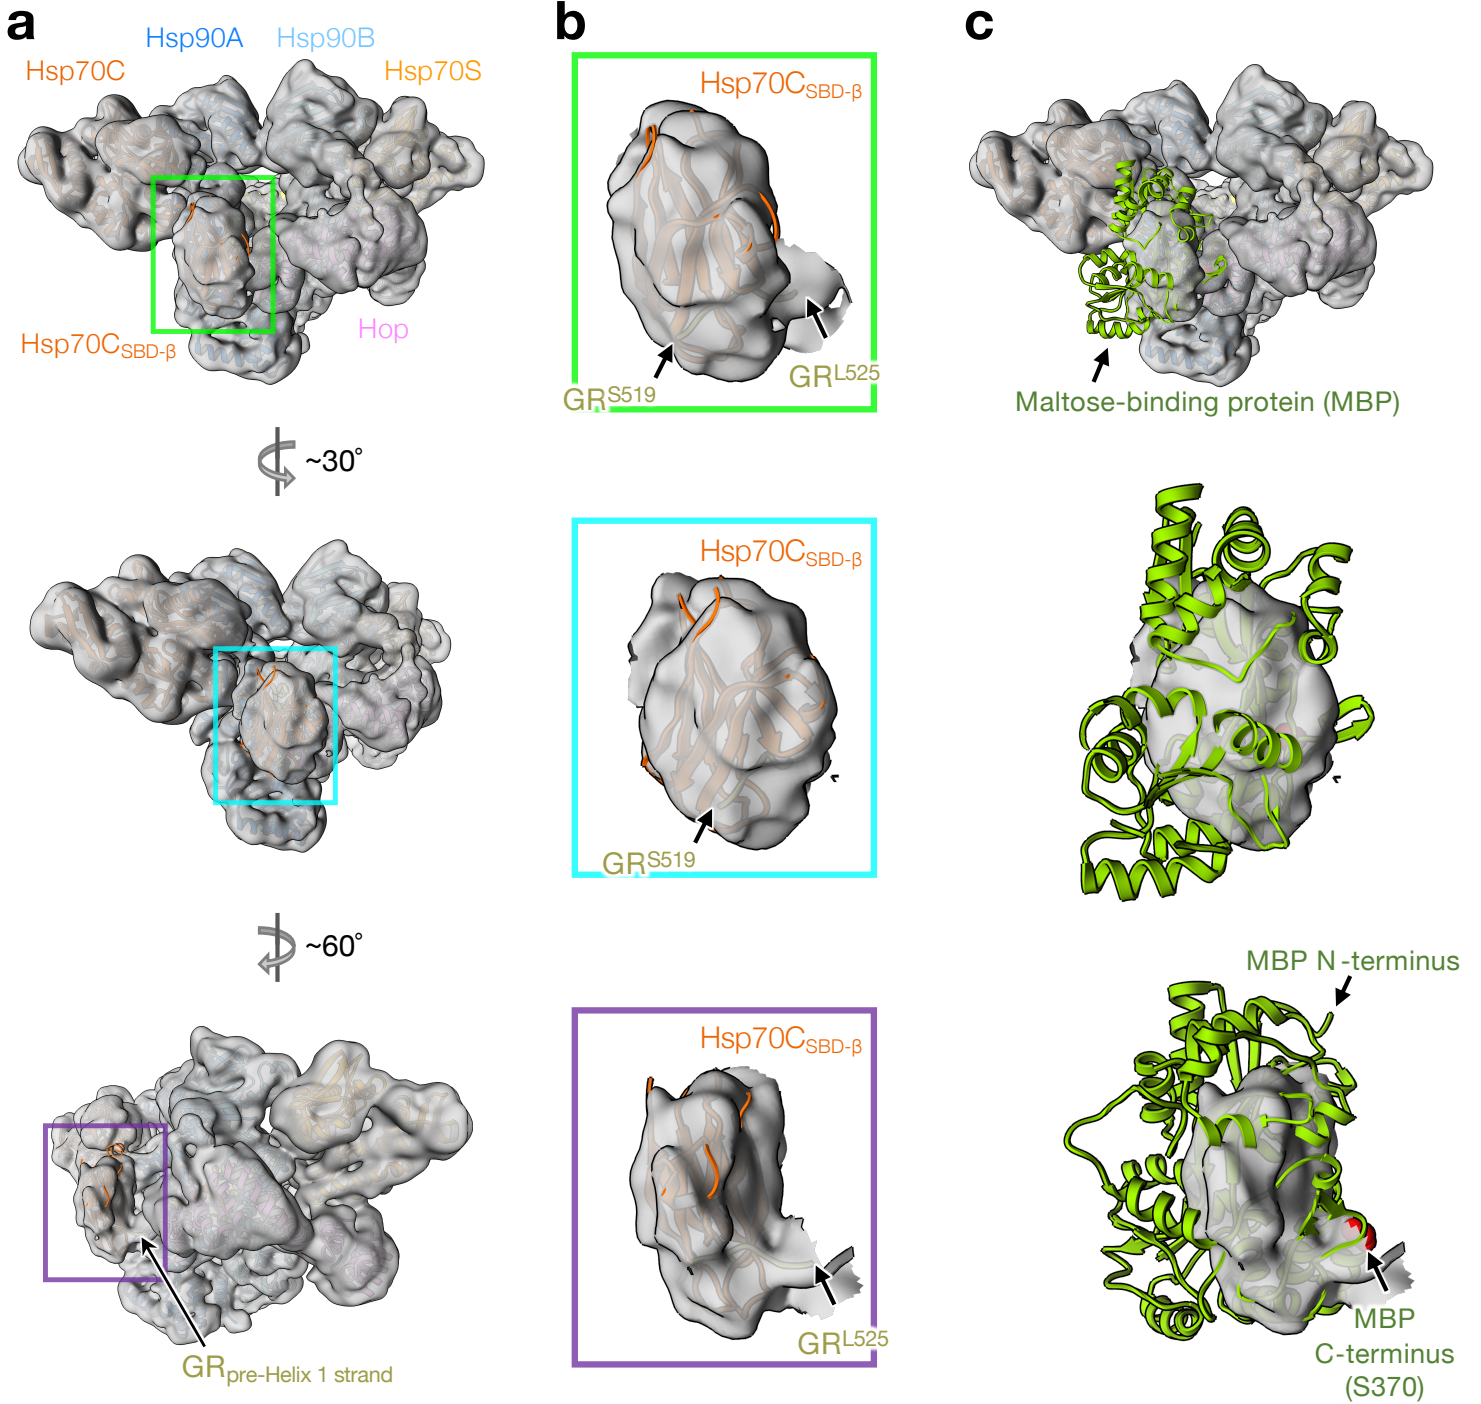 a
Hsp90A
Hsp90B
Hsp70C
Hsp70S
Hsp70CSBD-β
Hop
~30°
~60°
GRpre-Helix 1 strand
b
Hsp70CSBD-β
GRS519
GRL525
Hsp70CSBD-β
GRS519
Hsp70CSBD-β
GRL525
c
Maltose-binding protein (MBP)
MBP N-terminus
MBP
C-terminus
(S370)